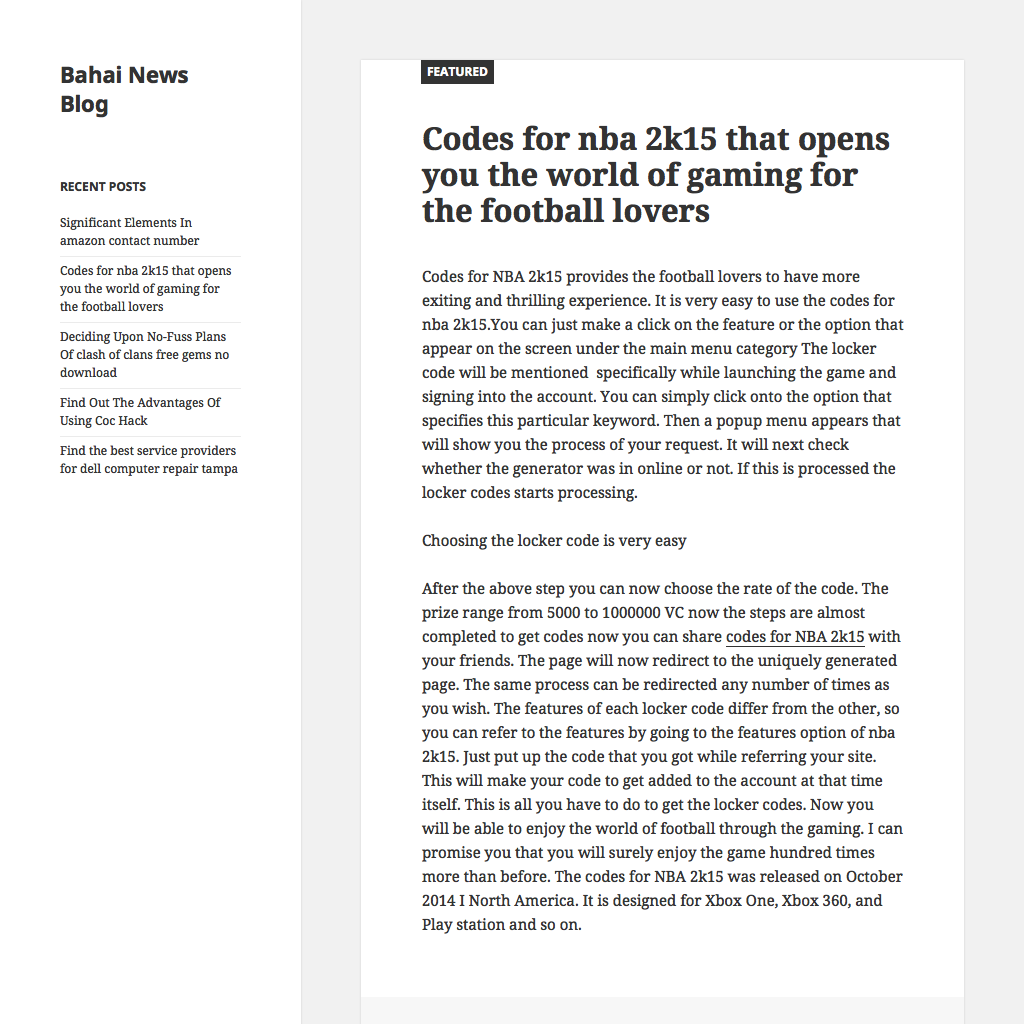 Bahai News
Blog
RECENT POSTS
Significant Elements In
amazon contact number
Codes for nba 2k15 that opens
you the world of gaming for
the football lovers
Deciding Upon No-Fuss Plans
Of clash of clans free gems no
download
Find Out The Advantages Of
Using Coc Hack
Find the best service providers
for dell computer repair tampa
FEATURED
Codes for nba 2k15 that opens
you the world of gaming for
the football lovers
Codes for NBA 2k15 provides the football lovers to have more
exiting and thrilling experience. It is very easy to use the codes for
nba 2k15.You can just make a click on the feature or the option that
appear on the screen under the main menu category The locker
code will be mentioned  specifically while launching the game and
signing into the account. You can simply click onto the option that
specifies this particular keyword. Then a popup menu appears that
will show you the process of your request. It will next check
whether the generator was in online or not. If this is processed the
locker codes starts processing.
Choosing the locker code is very easy
After the above step you can now choose the rate of the code. The
prize range from 5000 to 1000000 VC now the steps are almost
completed to get codes now you can share codes for NBA 2k15 with
your friends. The page will now redirect to the uniquely generated
page. The same process can be redirected any number of times as
you wish. The features of each locker code differ from the other, so
you can refer to the features by going to the features option of nba
2k15. Just put up the code that you got while referring your site.
This will make your code to get added to the account at that time
itself. This is all you have to do to get the locker codes. Now you
will be able to enjoy the world of football through the gaming. I can
promise you that you will surely enjoy the game hundred times
more than before. The codes for NBA 2k15 was released on October
2014 I North America. It is designed for Xbox One, Xbox 360, and
Play station and so on.